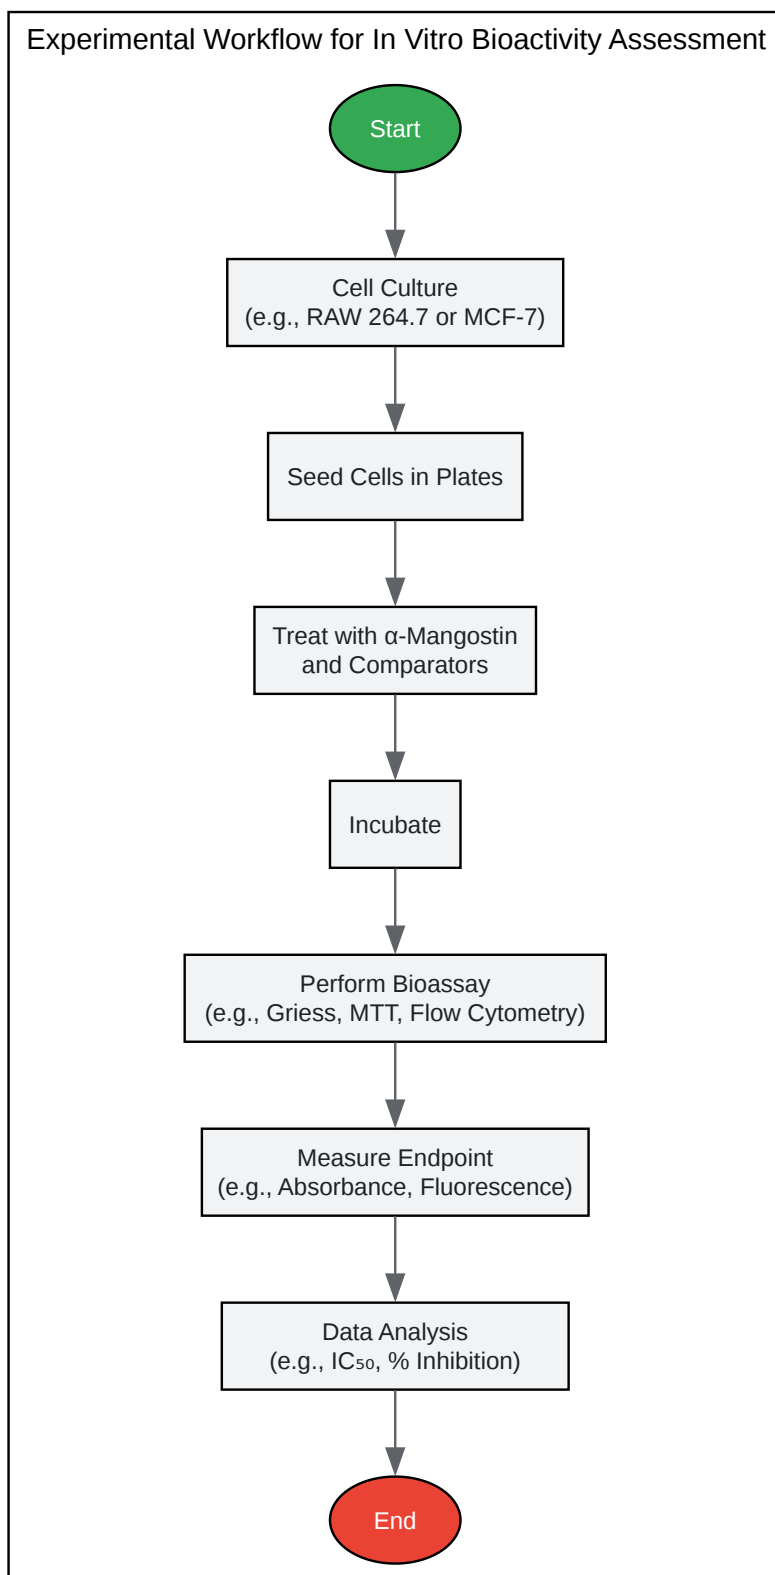 Experimental Workflow for In Vitro Bioactivity Assessment
Start
Cell Culture
(e.g., RAW 264.7 or MCF-7)
Seed Cells in Plates
Treat with α-Mangostin
and Comparators
Incubate
Perform Bioassay
(e.g., Griess, MTT, Flow Cytometry)
Measure Endpoint
(e.g., Absorbance, Fluorescence)
Data Analysis
(e.g., IC₅₀, % Inhibition)
End